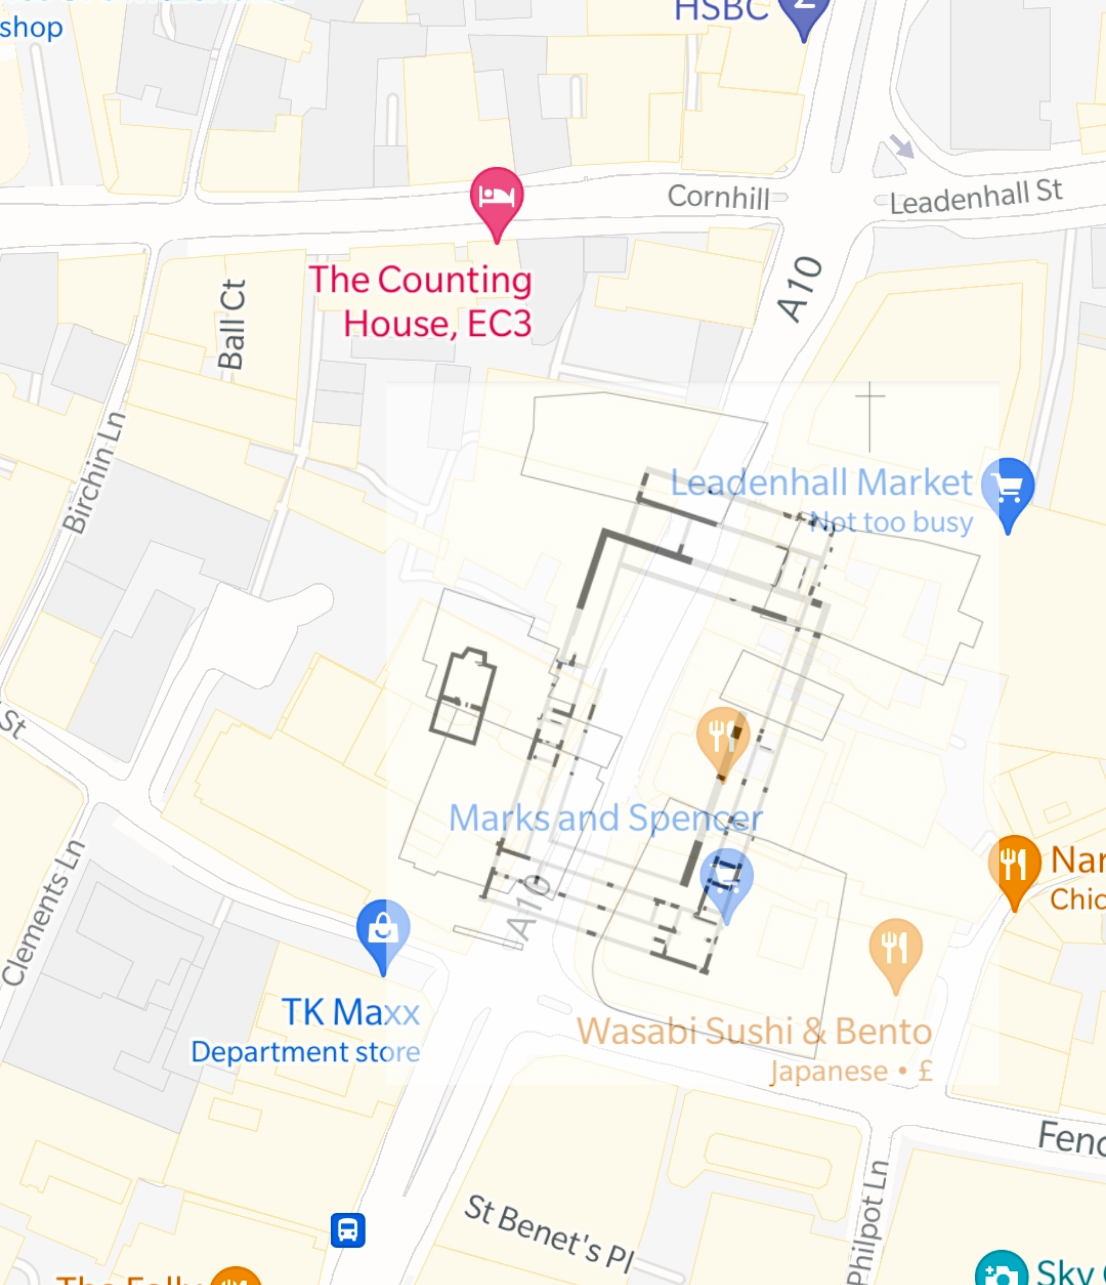 shop
HSBC
Cornhill
Leadenhall St
A10
The Counting
House, EC3
Ball Ct
Birchin Ln
Leadenhall Market
Not too busy
St
Marks and Spencer
A10
Clements Ln
TK Maxx
Department store
Wasabi Sushi & Bento
Japanese • £
St Benet's Pl
Philpot Ln